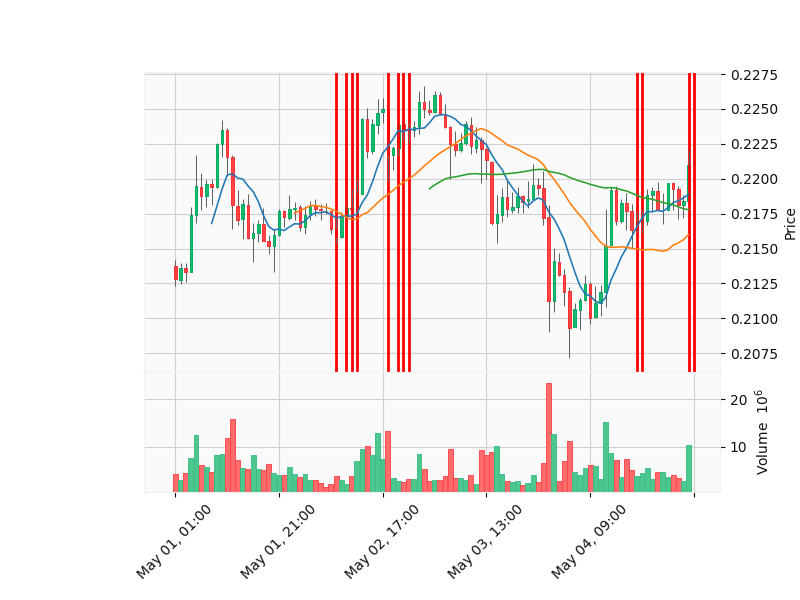 0.2275
0.2250
0.2225
0.2200
0.2175
0.2150
0.2125
0.2100
0.2075
Price
20
10
Volume 10^6
May 01, 01:00
May 01, 21:00
May 02, 17:00
May 03, 13:00
May 04, 09:00